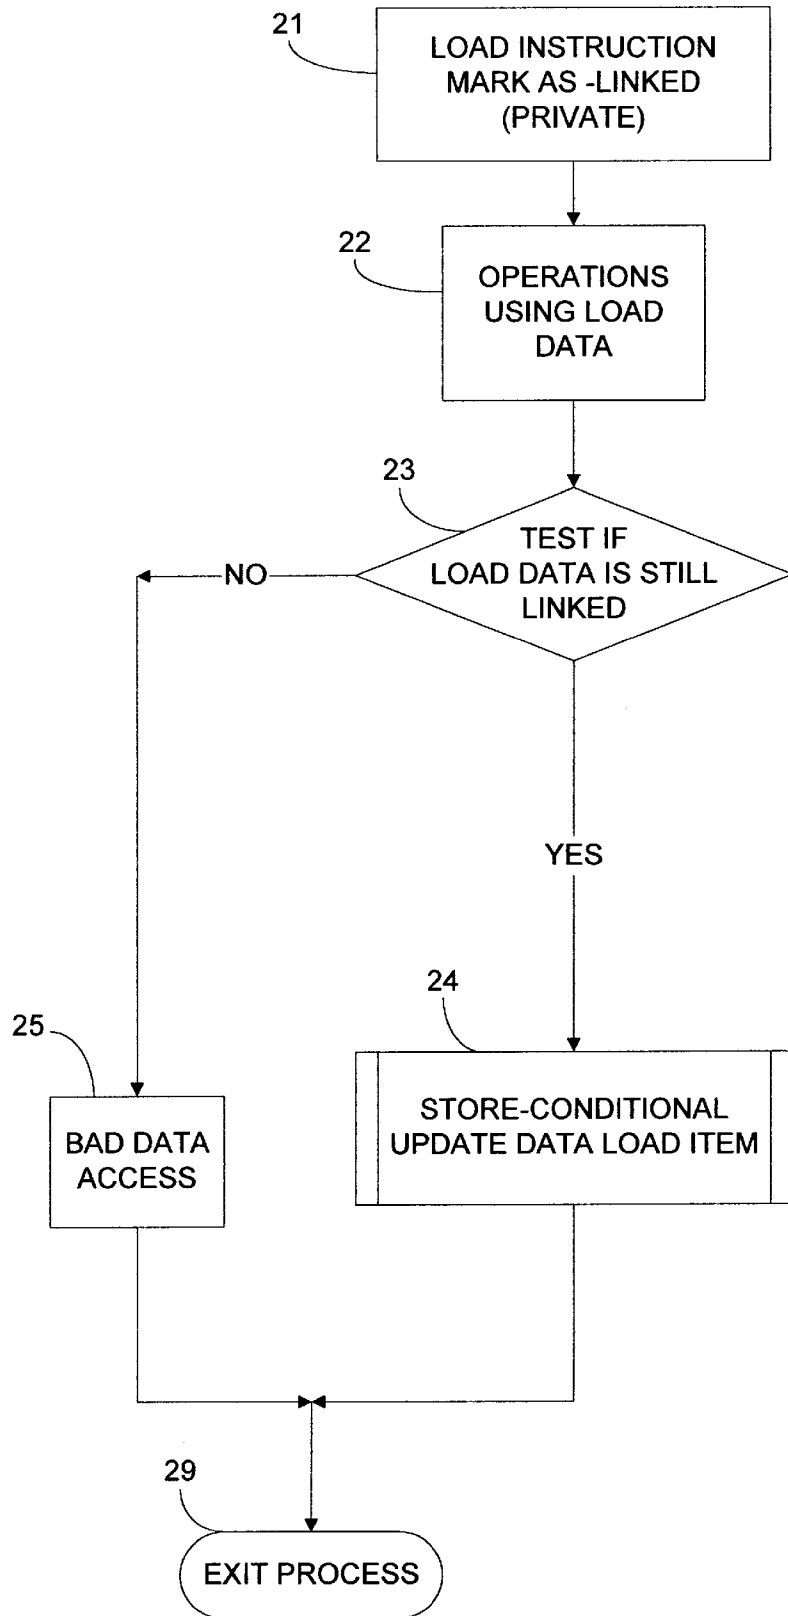 21
LOAD INSTRUCTION
MARK AS -LINKED
(PRIVATE)
22
OPERATIONS
USING LOAD
DATA
23
TEST IF
LOAD DATA IS STILL
LINKED
NO
YES
24
STORE-CONDITIONAL
UPDATE DATA LOAD ITEM
25
BAD DATA
ACCESS
29
EXIT PROCESS